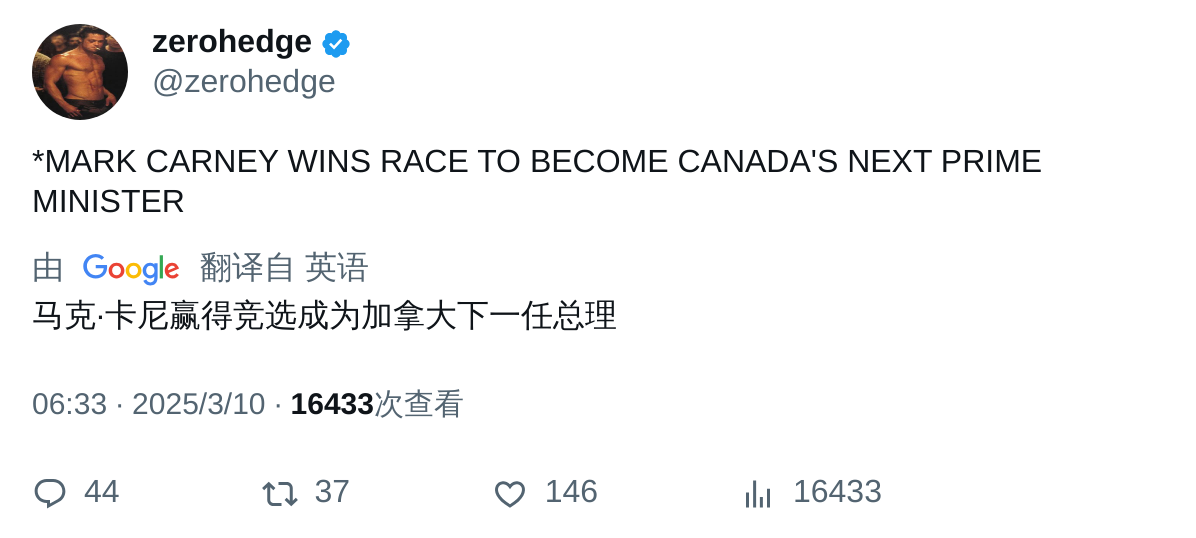 zerohedge
@zerohedge
*MARK CARNEY WINS RACE TO BECOME CANADA'S NEXT PRIME
MINISTER
由 Google 翻译自 英语
马克·卡尼赢得竞选成为加拿大下一任总理
06:33 · 2025/3/10 · 16433次查看
44 37 146 16433